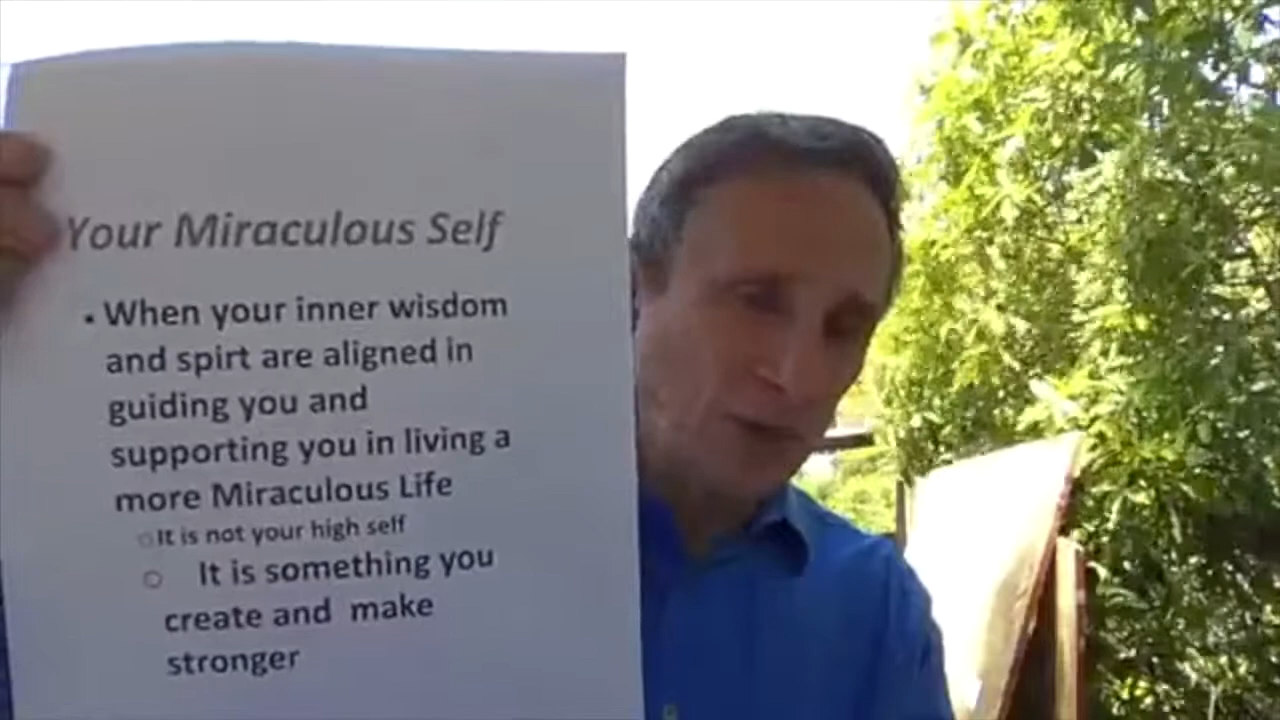 Your Miraculous Self
• When your inner wisdom
and spirt are aligned in
guiding you and
supporting you in living a
more Miraculous Life
○ It is not your high self
○ It is something you
create and make
stronger